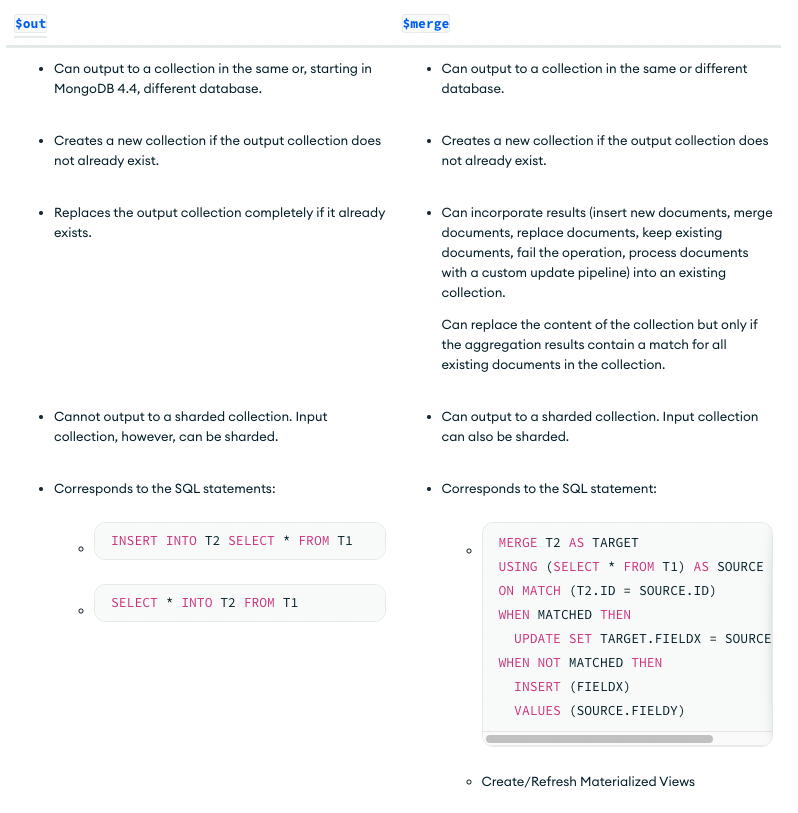 $out
$merge
Can output to a collection in the same or, starting in
MongoDB 4.4, different database.
Can output to a collection in the same or different
database.
Creates a new collection if the output collection does
not already exist.
Creates a new collection if the output collection does
not already exist.
Replaces the output collection completely if it already
exists.
Can incorporate results (insert new documents, merge
documents, replace documents, keep existing
documents, fail the operation, process documents
with a custom update pipeline) into an existing
collection.
Can replace the content of the collection but only if
the aggregation results contain a match for all
existing documents in the collection.
Cannot output to a sharded collection. Input
collection, however, can be sharded.
Can output to a sharded collection. Input collection
can also be sharded.
Corresponds to the SQL statements:
INSERT INTO T2 SELECT * FROM T1
SELECT * INTO T2 FROM T1
Corresponds to the SQL statement:
MERGE T2 AS TARGET
USING (SELECT * FROM T1) AS SOURCE
ON MATCH (T2.ID = SOURCE.ID)
WHEN MATCHED THEN
UPDATE SET TARGET.FIELDX = SOURCE
WHEN NOT MATCHED THEN
INSERT (FIELDX)
VALUES (SOURCE.FIELDY)
Create/Refresh Materialized Views